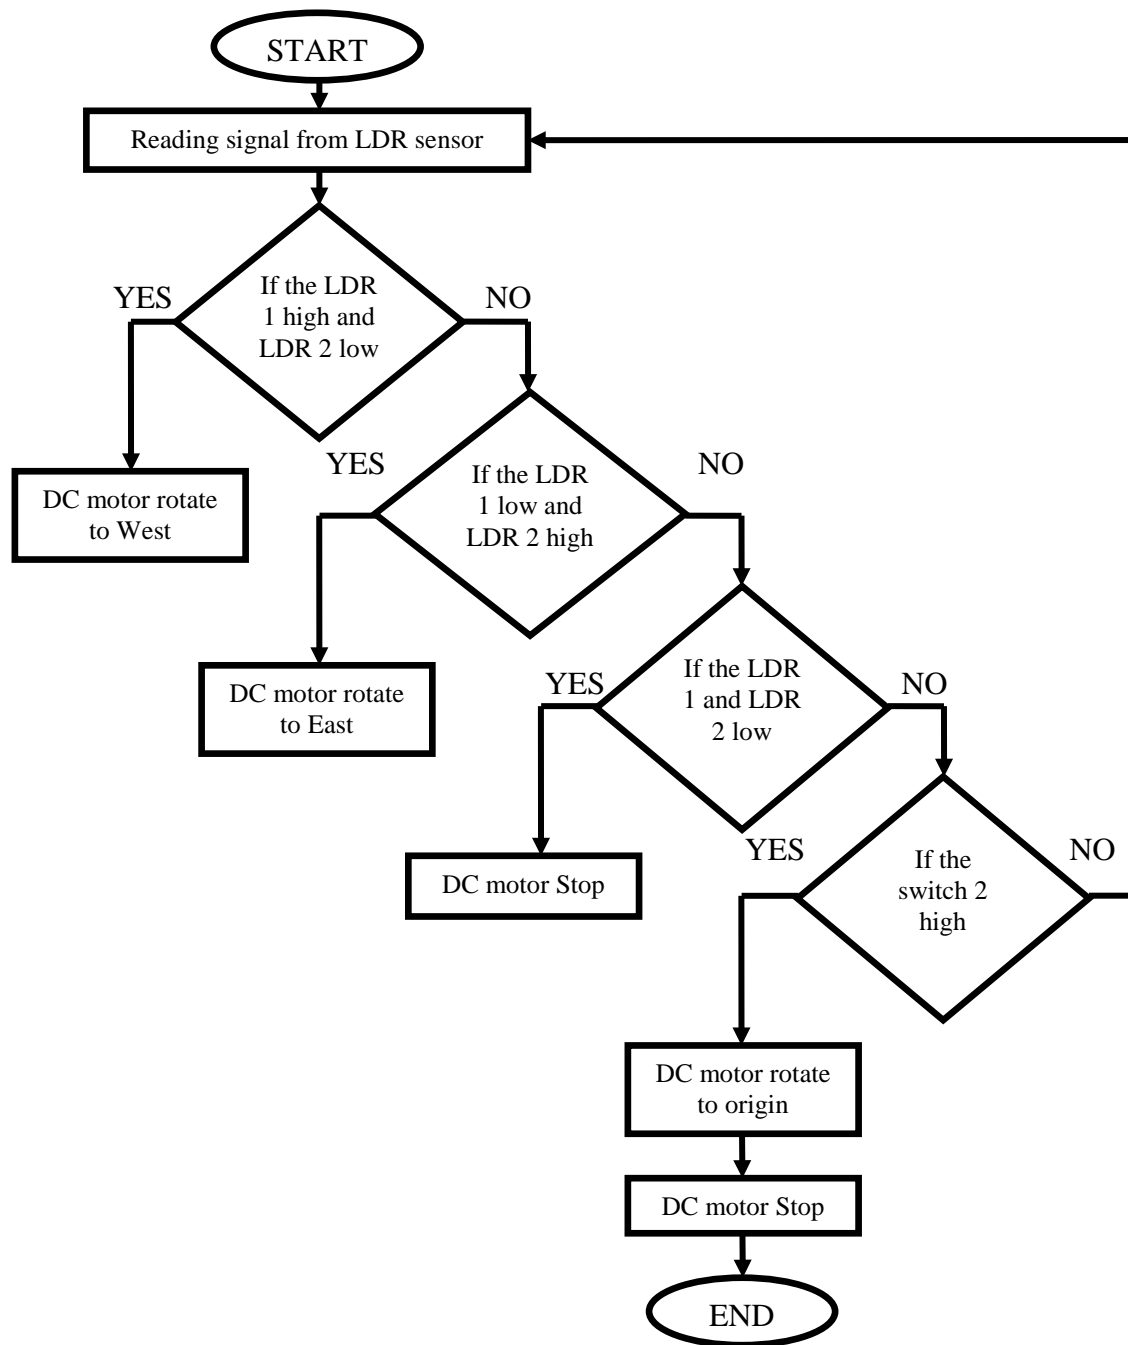 START
Reading signal from LDR sensor
If the LDR
1 high and
LDR 2 low
YES
NO
DC motor rotate
to West
If the LDR
1 low and
LDR 2 high
YES
NO
DC motor rotate
to East
If the LDR
1 and LDR
2 low
YES
NO
DC motor Stop
If the
switch 2
high
YES
NO
DC motor rotate
to origin
DC motor Stop
END